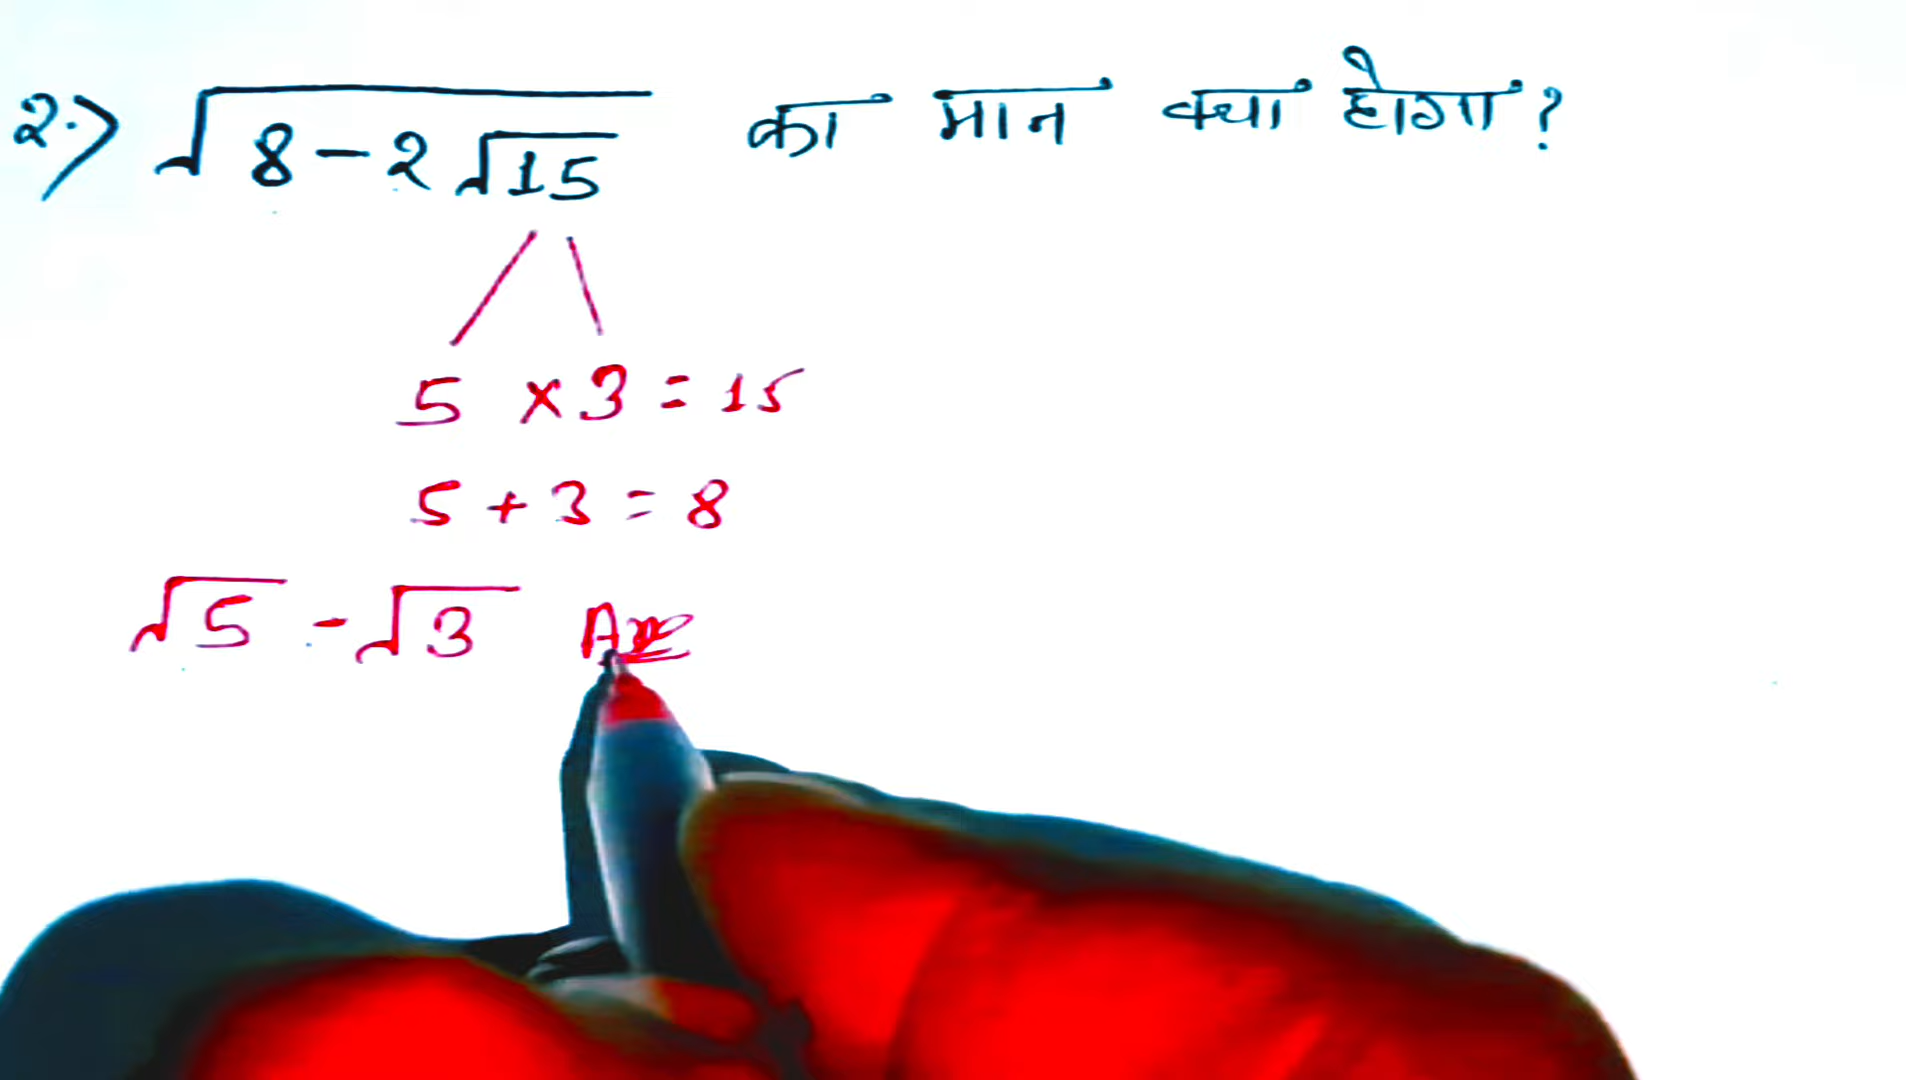 2.) √(8-2√15) का मान क्या होगा ?
5 × 3 = 15
5 + 3 = 8
√5 - √3 Ans